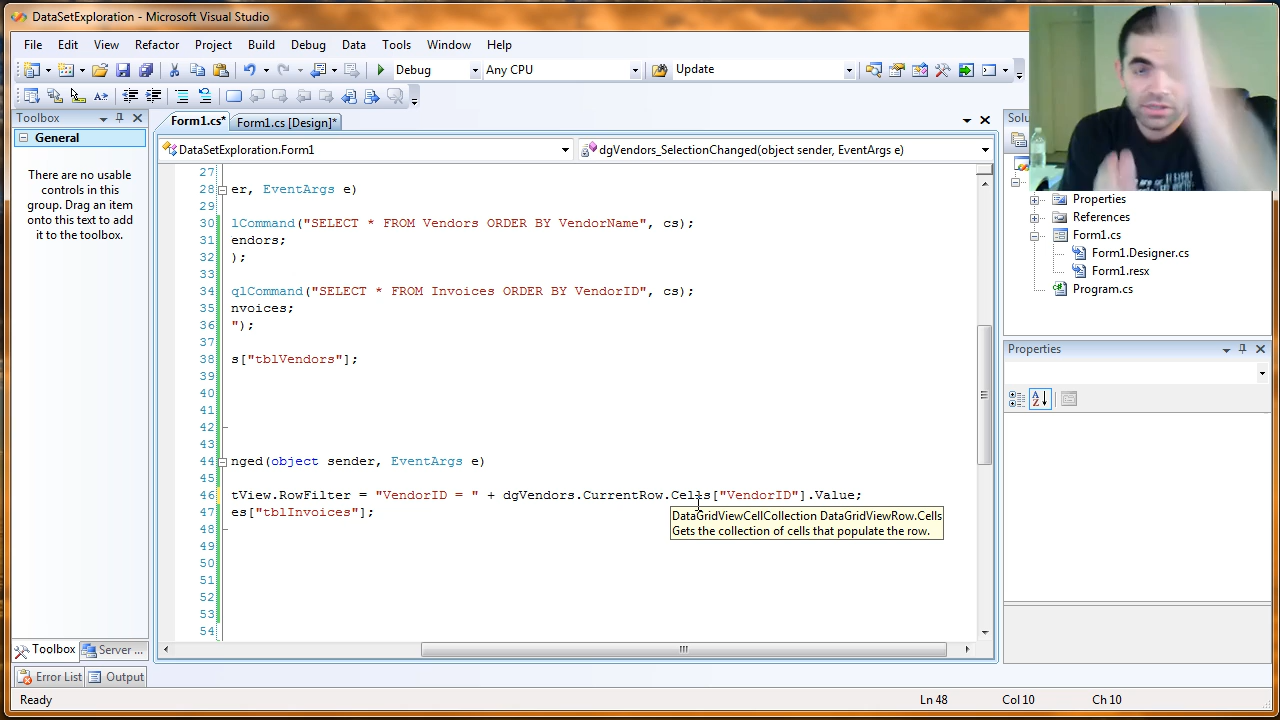 DataSetExploration - Microsoft Visual Studio
File Edit View Refactor Project Build Debug Data Tools Window Help
Debug Any CPU Update
Toolbox
General
There are no usable
controls in this
group. Drag an item
onto this text to add
it to the toolbox.
Form1.cs* Form1.cs [Design]*
DataSetExploration.Form1 dgVendors_SelectionChanged(object sender, EventArgs e)
27
28 er, EventArgs e)
29
30 lCommand("SELECT * FROM Vendors ORDER BY VendorName", cs);
31 endors;
32 );
33
34 qlCommand("SELECT * FROM Invoices ORDER BY VendorID", cs);
35 nvoices;
36 ");
37
38 s["tblVendors"];
39
40
41
42
43
44 nged(object sender, EventArgs e)
45
46 tView.RowFilter = "VendorID = " + dgVendors.CurrentRow.Cells["VendorID"].Value;
47 es["tblInvoices"];
48
49
50
51
52
53
54
DataGridViewCellCollection DataGridViewRow.Cells
Gets the collection of cells that populate the row.
Solu
Properties
References
Form1.cs
Form1.Designer.cs
Form1.resx
Program.cs
Properties
Toolbox Server ...
Error List Output
Ready Ln 48 Col 10 Ch 10